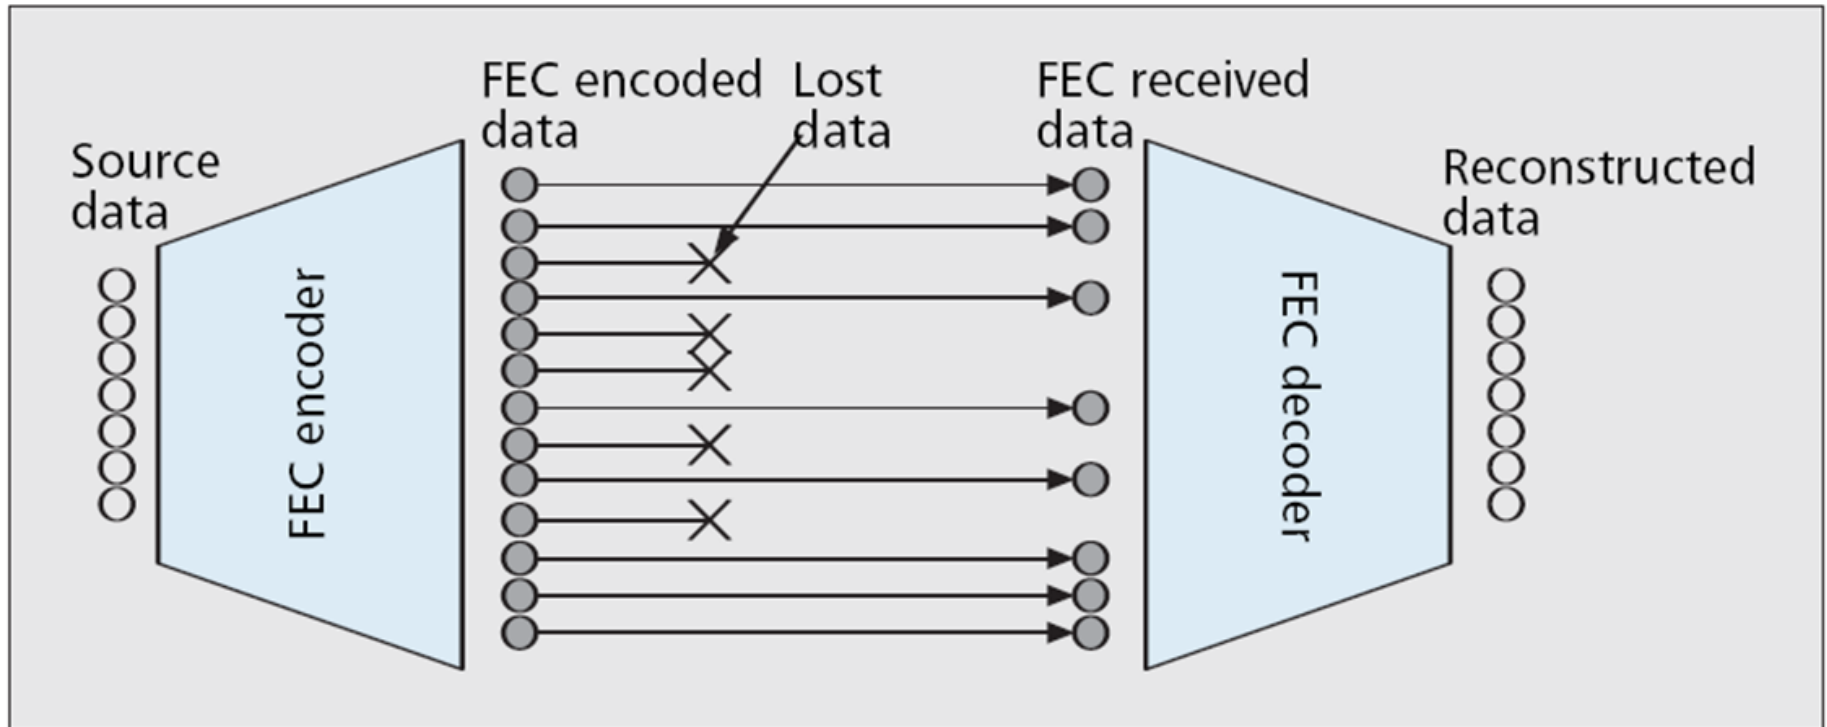 Source
data
FEC encoder
FEC encoded
data
Lost
data
FEC received
data
FEC decoder
Reconstructed
data